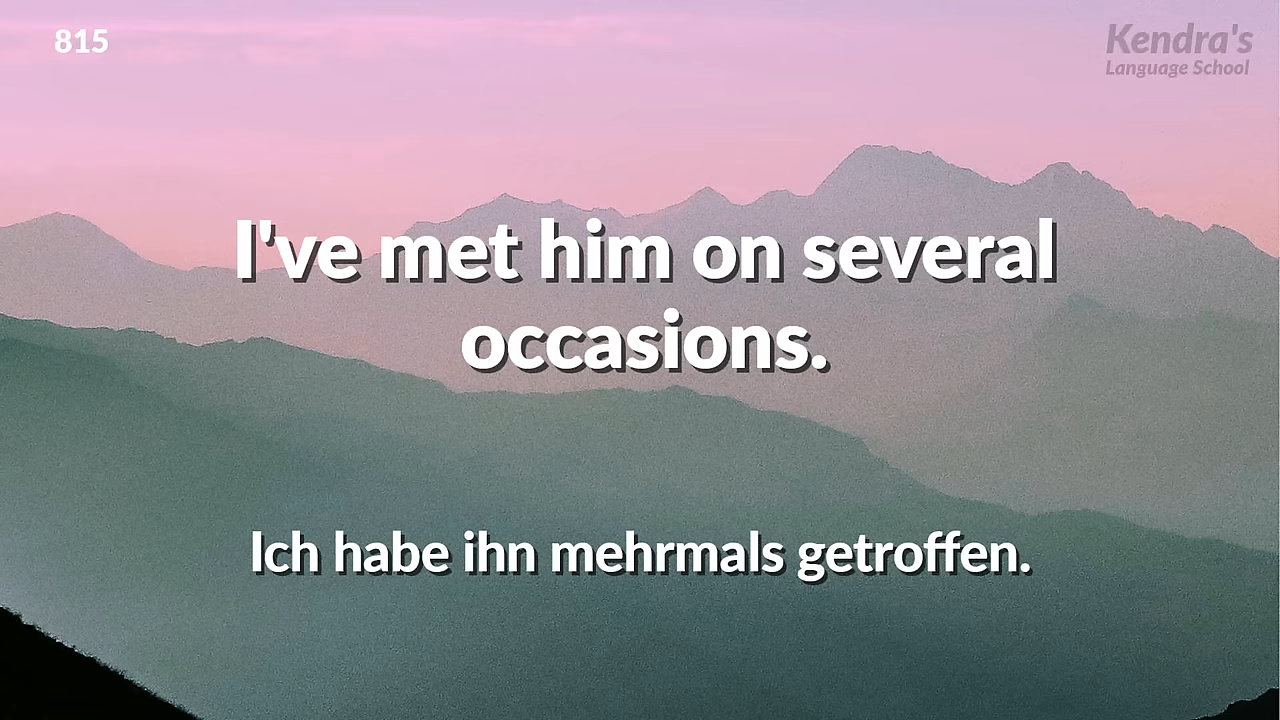 815
Kendra's
Language School
I've met him on several
occasions.
Ich habe ihn mehrmals getroffen.